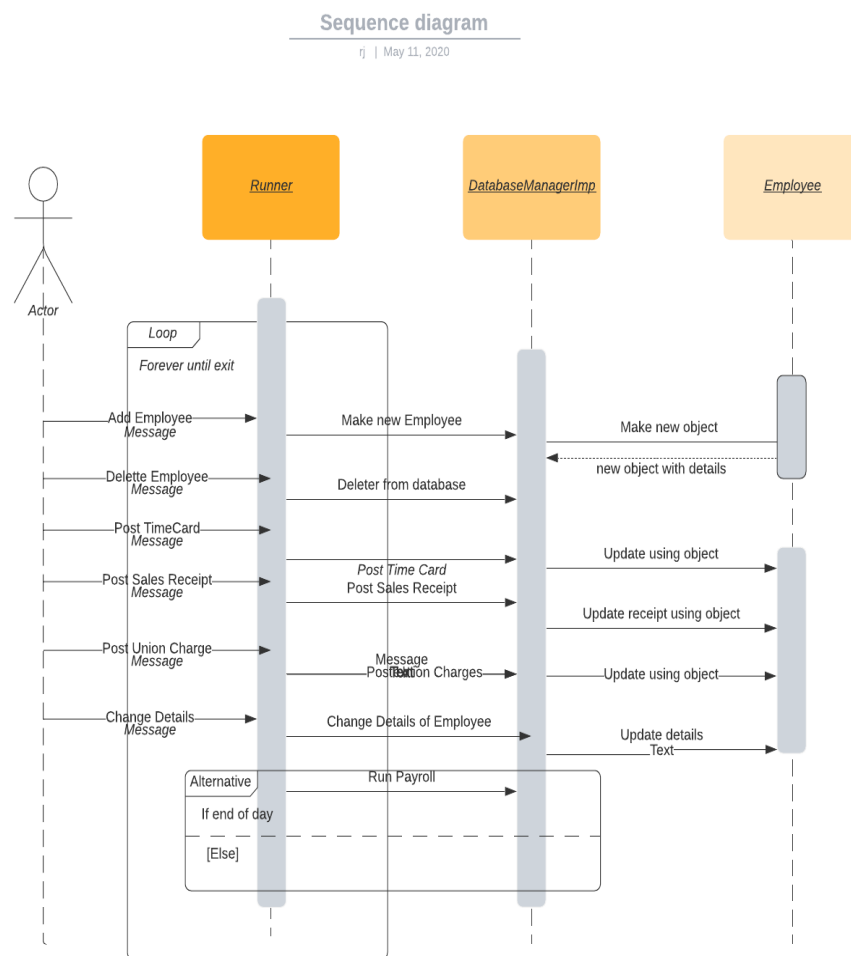 Sequence diagram
rj | May 11, 2020
Runner
DatabaseManagerImp
Employee
Actor
Loop
Forever until exit
Add Employee
Message
Make new Employee
Make new object
new object with details
Delette Employee
Message
Deleter from database
Post TimeCard
Message
Post Time Card
Update using object
Post Sales Receipt
Message
Post Sales Receipt
Update receipt using object
Post Union Charge
Message
Message
Post Union Charges
Text
Update using object
Change Details
Message
Change Details of Employee
Update details
Text
Alternative
Run Payroll
If end of day
[Else]